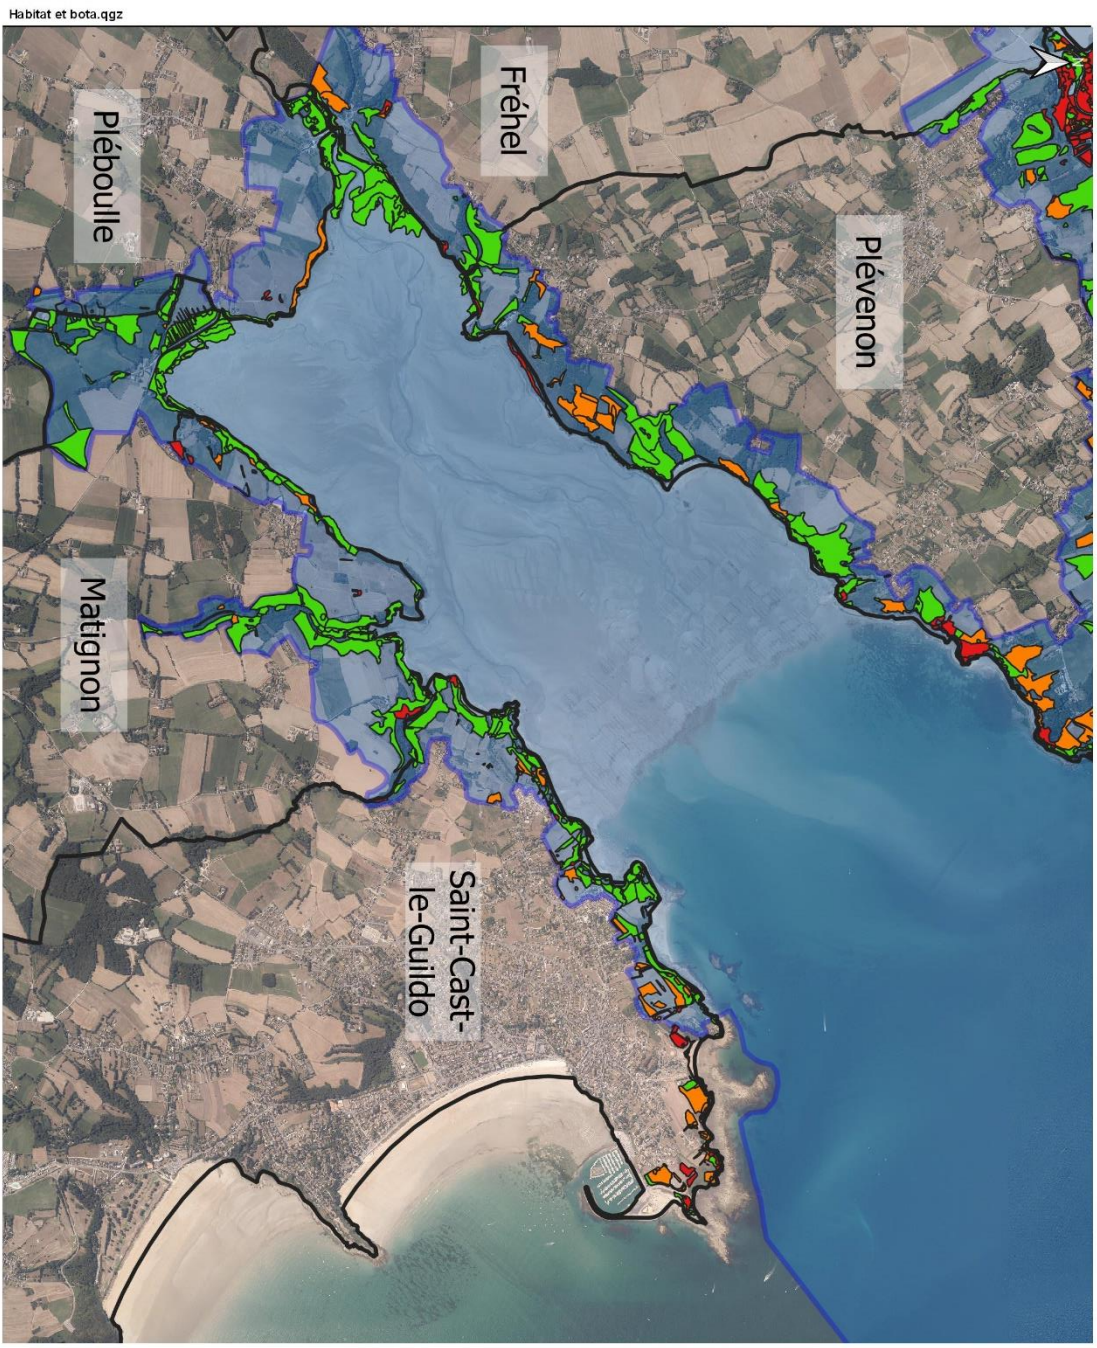 Habitat et bota.qgz
Fréhel
Pléboulle
Plévenon
Matignon
Saint-Cast-
le-Guildo